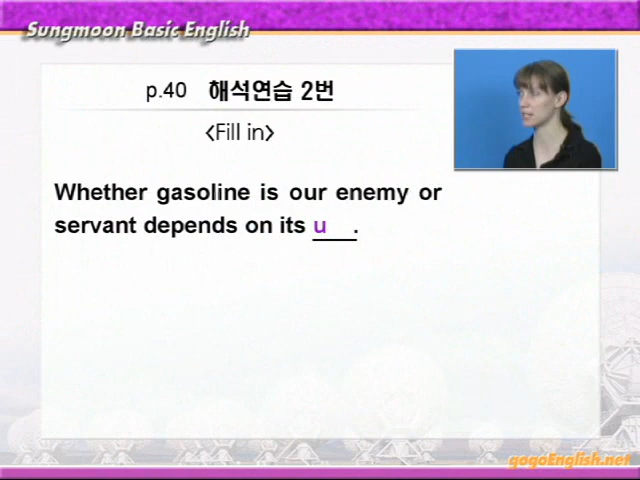 Sungmoon Basic English
p.40 해석연습 2번
<Fill in>
Whether gasoline is our enemy or
servant depends on its u___.
gogoEnglish.net